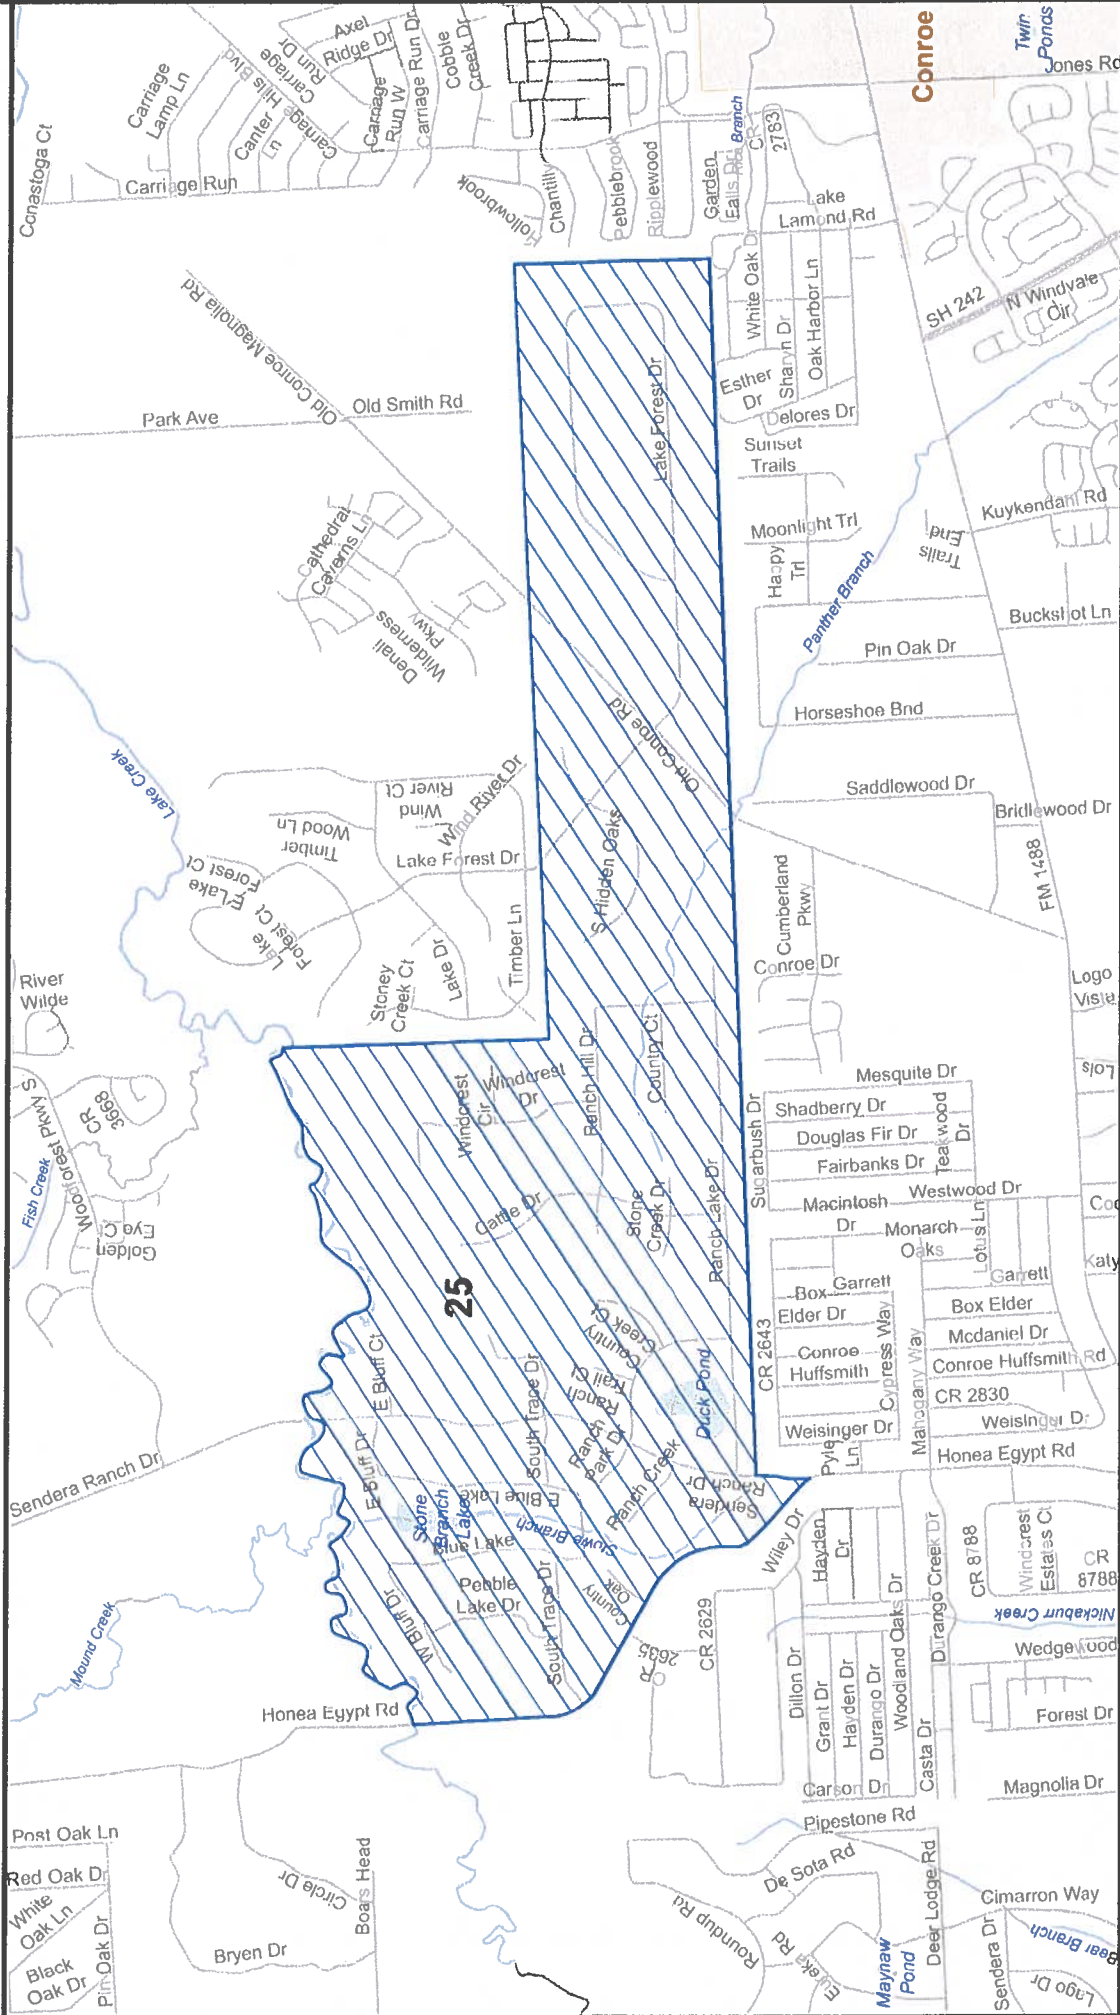 Conastoga Ct
Carriage
Lamp Ln
Canter Hills Blvd
Carriage
Run Dr
Axel
Ridge Dr
Cobble
Creek Dr
Carriage Run Dr
Run W
Ln
Carriage Run
Hollowbrook
Chantilly
Pebblebrook
Ripplewood
Garden
Falls Dr
Branch
CR
2783
Conroe
Twin
Ponds
Jones Rd
Lake
Lamond Rd
Old Conroe Magnolia Rd
Park Ave
Old Smith Rd
White Oak D
Sharyn Dr
Oak Harbor Ln
Esther
Dr
Delores Dr
SH 242
N Windvale
Cir
Lake Forest Dr
Sunset
Trails
Moonlight Trl
Happy
Trl
Trails
End
Kuykendahl Rd
Cathedral
Caverns Ln
Denali
Wilderness
Pkwy
Panther Branch
Pin Oak Dr
Buckshot Ln
Horseshoe Bnd
Old Conroe Rd
Lake Creek
Wind
River Ct
Wind River Dr
Timber
Wood Ln
Lake Forest Dr
E Lake
Forest Ct
Lake
Forest Ct
S Hidden Oaks
Saddlewood Dr
Bridlewood Dr
FM 1488
Cumberland
Pkwy
Conroe Dr
River
Wilde
Stoney
Creek Ct
Lake Dr
Timber Ln
Logo
Vista
Woodforest Pkwy S
CR
3668
Fish Creek
Golden
Eye Ct
Windcrest
Cir
Windcrest
Dr
Ranch Hill Dr
Country Ct
Mesquite Dr
Lois
Sugarbush Dr
Shadberry Dr
Douglas Fir Dr
Fairbanks Dr
Teakwood
Dr
Macintosh
Dr
Westwood Dr
Cattle Dr
Stone
Creek Dr
Ranch Lake Dr
Monarch
Oaks
Lotus Ln
Katy
25
Box
Elder Dr
Garrett
Garrett
CR 2643
Box Elder
Country
Creek Ct
Conroe
Huffsmith
Cypress Way
Mahogany Way
Mcdaniel Dr
Conroe Huffsmith Rd
E Bluff Ct
South Trace Dr
Ranch
Trail Ct
Duck Pond
CR 2830
Weisinger Dr
Weisinger D
Sendera Ranch Dr
E Bluff Dr
Ranch
Park Dr
Pyle
Ln
Honea Egypt Rd
E Blue Lake
Ranch Creek
Sendera
Ranch Dr
Stone
Branch
Lake
Blue Lake
Stowe Branch
Wiley Dr
Hayden
Dr
Durango Creek Dr
CR 8788
Windcrest
Estates Ct
CR
8788
Mound Creek
W Bluff Dr
Pebble
Lake Dr
South Trace Dr
Country
Oak
CR 2629
CR
2635
Nickaburr Creek
Honea Egypt Rd
Dillon Dr
Grant Dr
Hayden Dr
Durango Dr
Woodland Oaks Dr
Wedgewood
Casta Dr
Forest Dr
Carson Dr
Magnolia Dr
Post Oak Ln
Red Oak Dr
White
Oak Ln
Black
Oak Dr
Pin Oak Dr
Circle Dr
Boars Head
Bryen Dr
Pipestone Rd
De Sota Rd
Roundup Rd
Eureka Rd
Deer Lodge Rd
Maynaw
Pond
Cimarron Way
Sendera Dr
Bear Branch
Lago Dr